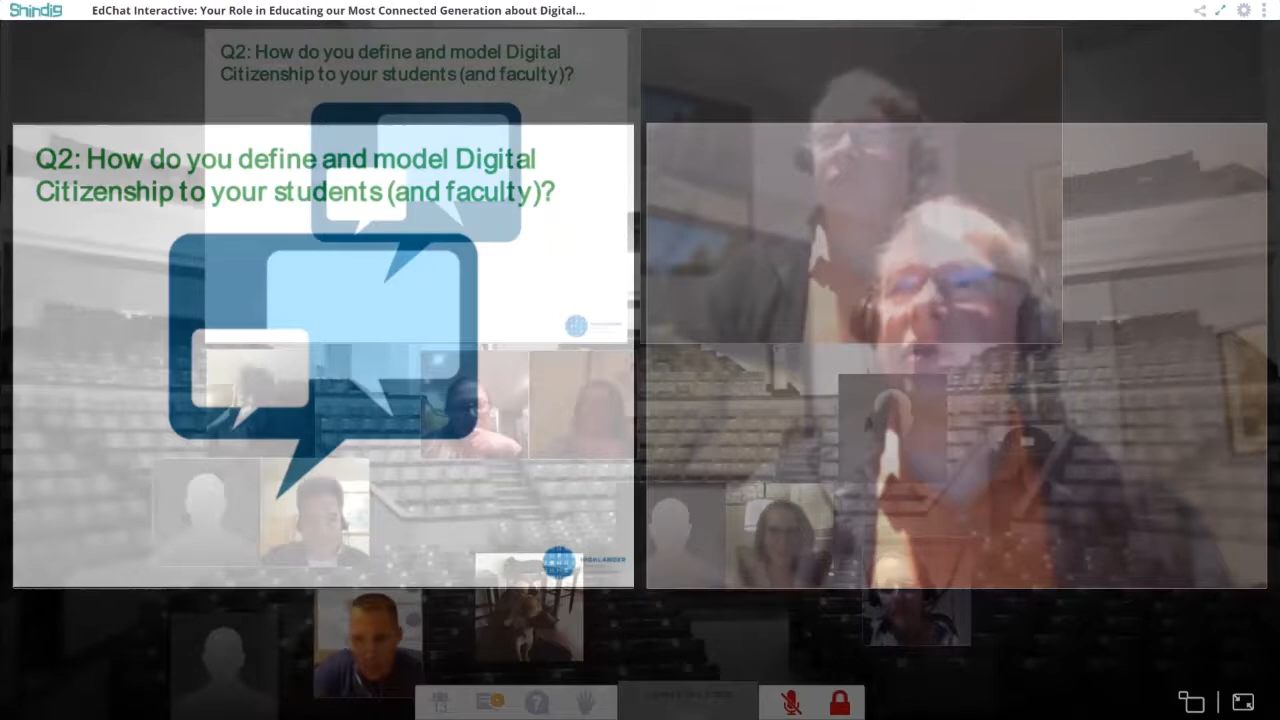 Shindig
EdChat Interactive: Your Role in Educating our Most Connected Generation about Digital...
Q2: How do you define and model Digital
Citizenship to your students (and faculty)?
Q2: How do you define and model Digital
Citizenship to your students (and faculty)?
HIGHLANDER